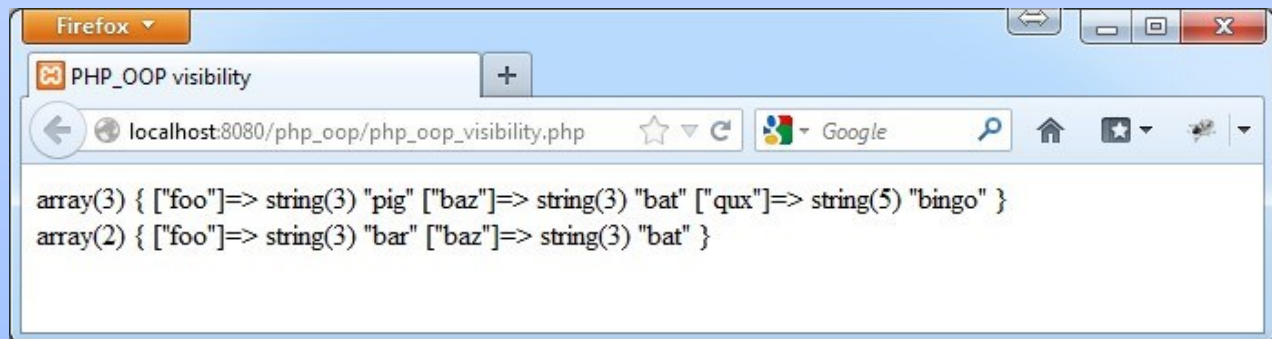 Firefox
PHP_OOP visibility
localhost:8080/php_oop/php_oop_visibility.php
Google
array(3) { ["foo"]=> string(3) "pig" ["baz"]=> string(3) "bat" ["qux"]=> string(5) "bingo" }
array(2) { ["foo"]=> string(3) "bar" ["baz"]=> string(3) "bat" }